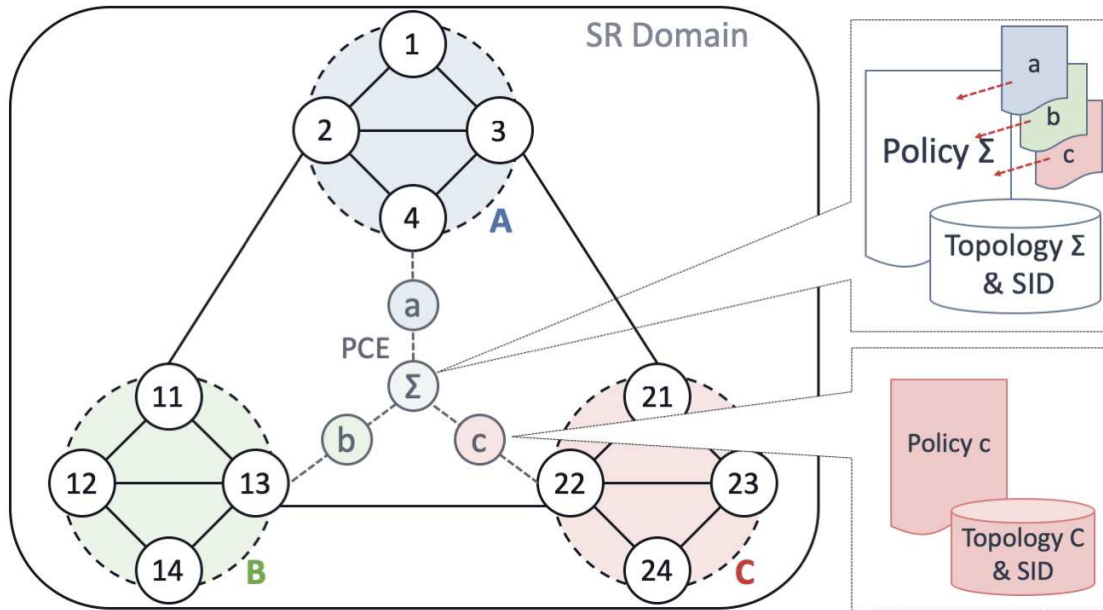 SR Domain
1
2
3
4
A
a
PCE
Σ
b
c
11
12
13
14
B
21
22
23
24
C
a
b
c
Policy Σ
Topology Σ
& SID
Policy c
Topology C
& SID